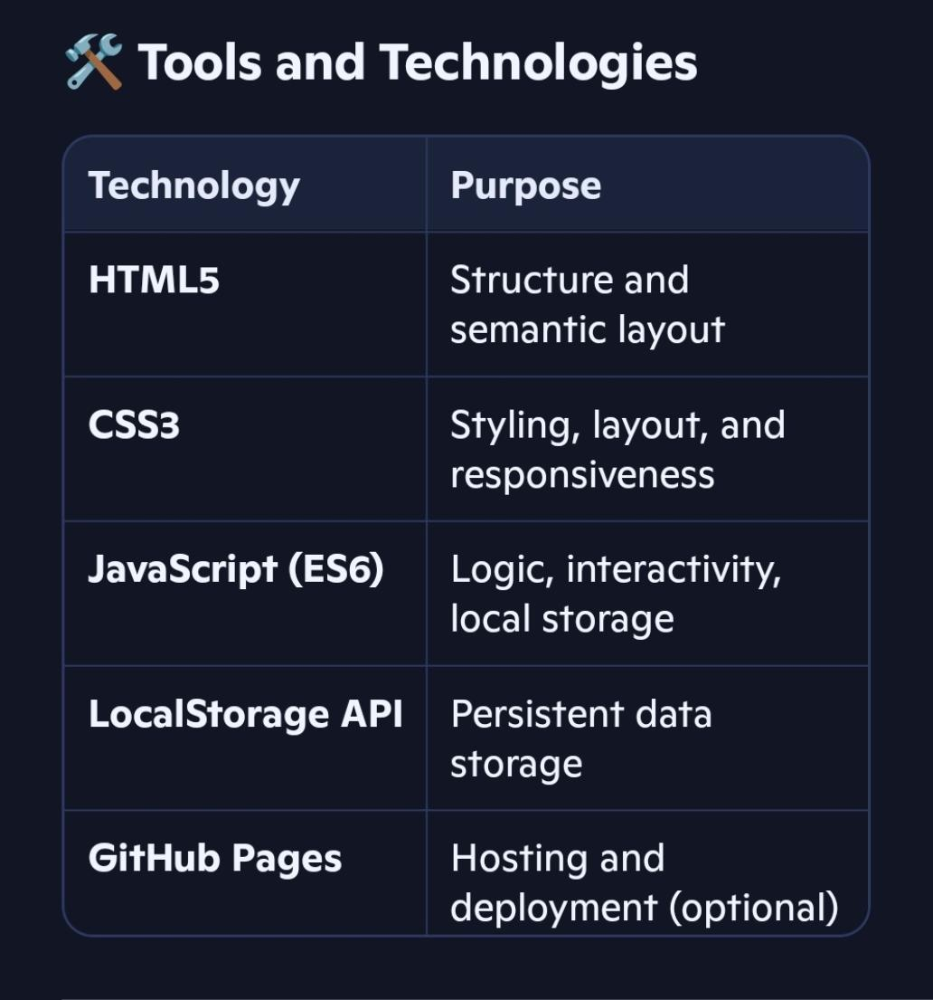 🛠️ Tools and Technologies
Technology
Purpose
HTML5
Structure and
semantic layout
CSS3
Styling, layout, and
responsiveness
JavaScript (ES6)
Logic, interactivity,
local storage
LocalStorage API
Persistent data
storage
GitHub Pages
Hosting and
deployment (optional)